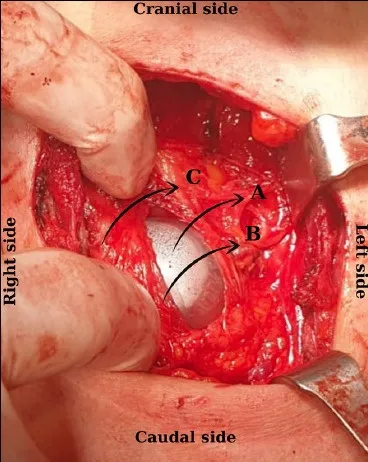 Cranial side
C
A
B
Right side
Left side
Caudal side